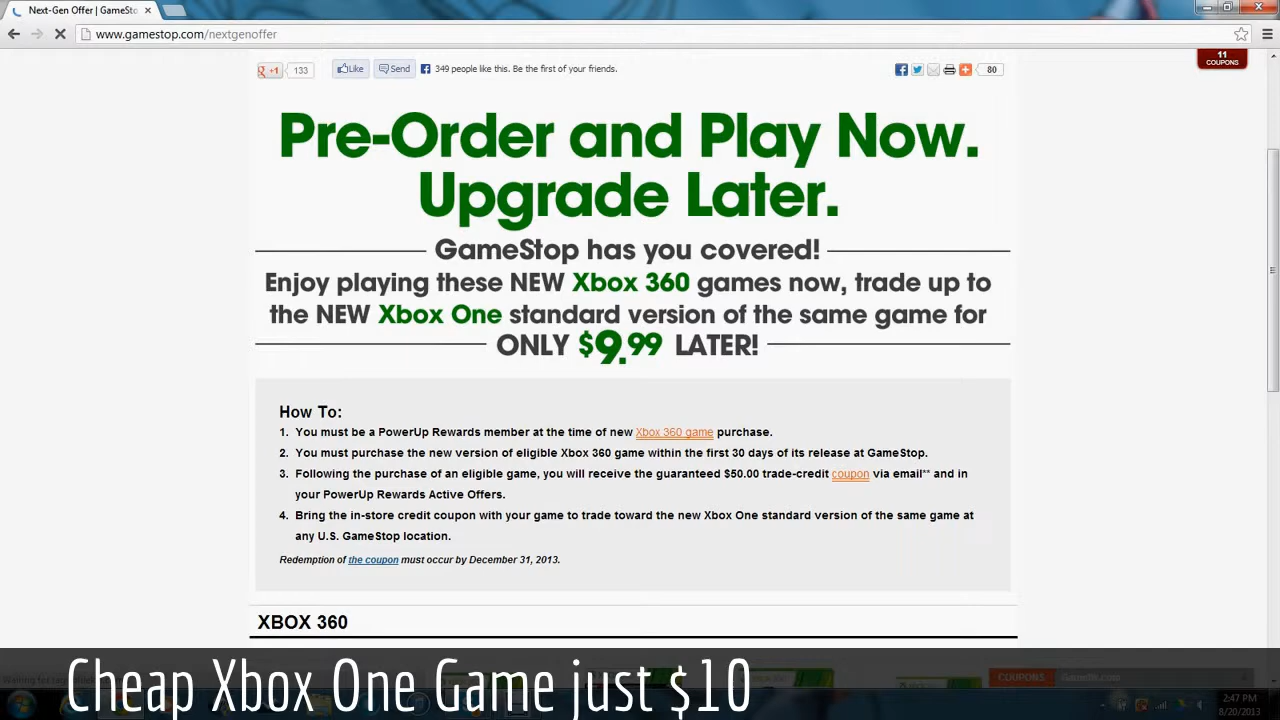 Next-Gen Offer | GameSto
www.gamestop.com/nextgenoffer
+1 133 Like Send 349 people like this. Be the first of your friends. 80
11
COUPONS
Pre-Order and Play Now.
Upgrade Later.
GameStop has you covered!
Enjoy playing these NEW Xbox 360 games now, trade up to
the NEW Xbox One standard version of the same game for
ONLY $9.99 LATER!
How To:
1. You must be a PowerUp Rewards member at the time of new Xbox 360 game purchase.
2. You must purchase the new version of eligible Xbox 360 game within the first 30 days of its release at GameStop.
3. Following the purchase of an eligible game, you will receive the guaranteed $50.00 trade-credit coupon via email** and in
your PowerUp Rewards Active Offers.
4. Bring the in-store credit coupon with your game to trade toward the new Xbox One standard version of the same game at
any U.S. GameStop location.
Redemption of the coupon must occur by December 31, 2013.
XBOX 360
COUPONS
Cheap Xbox One Game just $10
2:47 PM
8/20/2013